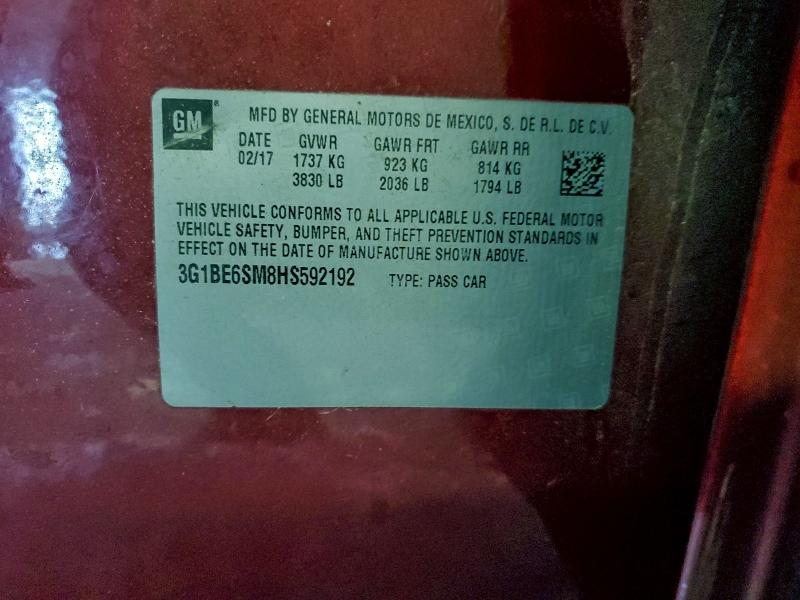 GM®
MFD BY GENERAL MOTORS DE MEXICO, S. DE R.L. DE C.V.
DATE GVWR GAWR FRT GAWR RR
02/17 1737 KG 923 KG 814 KG
3830 LB 2036 LB 1794 LB
THIS VEHICLE CONFORMS TO ALL APPLICABLE U.S. FEDERAL MOTOR
VEHICLE SAFETY, BUMPER, AND THEFT PREVENTION STANDARDS IN
EFFECT ON THE DATE OF MANUFACTURE SHOWN ABOVE.
3G1BE6SM8HS592192 TYPE: PASS CAR